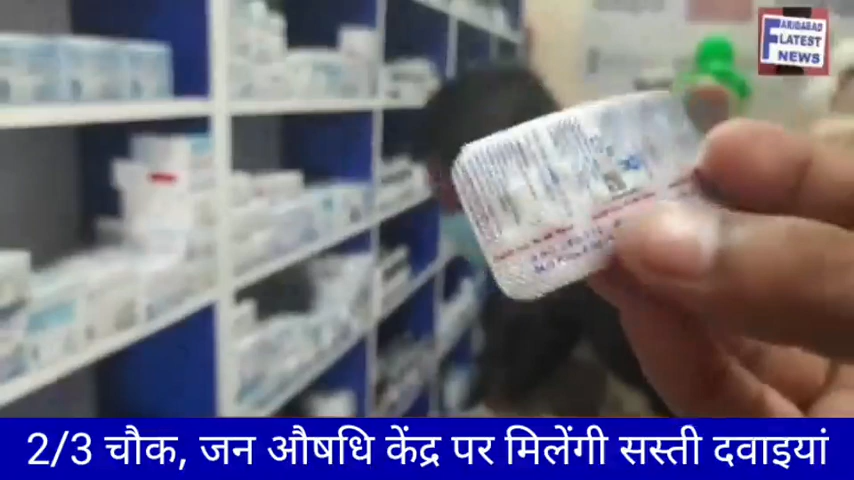 FARIDABAD
LATEST
NEWS
2/3 चौक, जन औषधि केंद्र पर मिलेंगी सस्ती दवाइयां